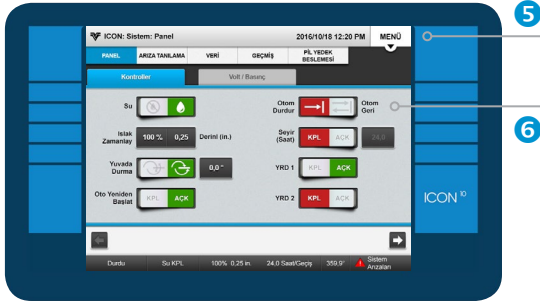 ICON: Sistem: Panel 2016/10/18 12:20 PM MENÜ
PANEL ARIZA TANILAMA VERİ GEÇMİŞ PİL YEDEK BESLEMESİ
Kontroller Volt / Basınç
Su Otom Durdur Otom Geri
Islak Zamanlay 100 % 0,25 Derinl (in.) Seyir (Saat) KPL AÇK 24,0
Yuvada Durma 0,0 ° YRD 1 KPL AÇK
Oto Yeniden Başlat KPL AÇK YRD 2 KPL AÇK
Durdu Su KPL 100% 0,25 in. 24,0 Saat/Geçiş 359,9° Sistem Arızaları
ICON 10
5
6